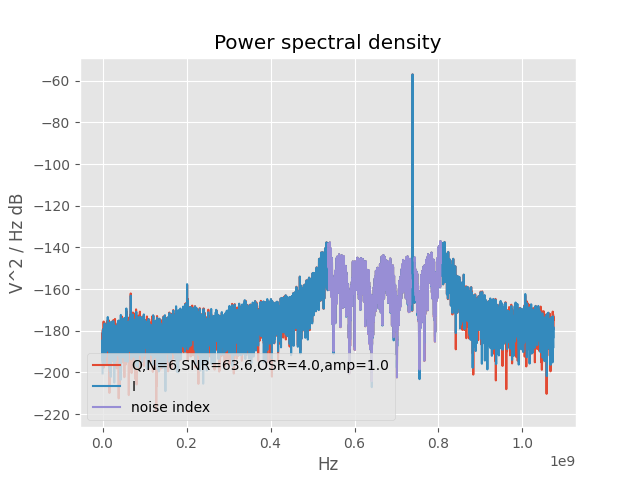 Power spectral density
−60
−80
−100
−120
−140
−160
−180
−200
−220
V^2 / Hz dB
Q,N=6,SNR=63.6,OSR=4.0,amp=1.0
I
noise index
0.0 0.2 0.4 0.6 0.8 1.0
1e9
Hz